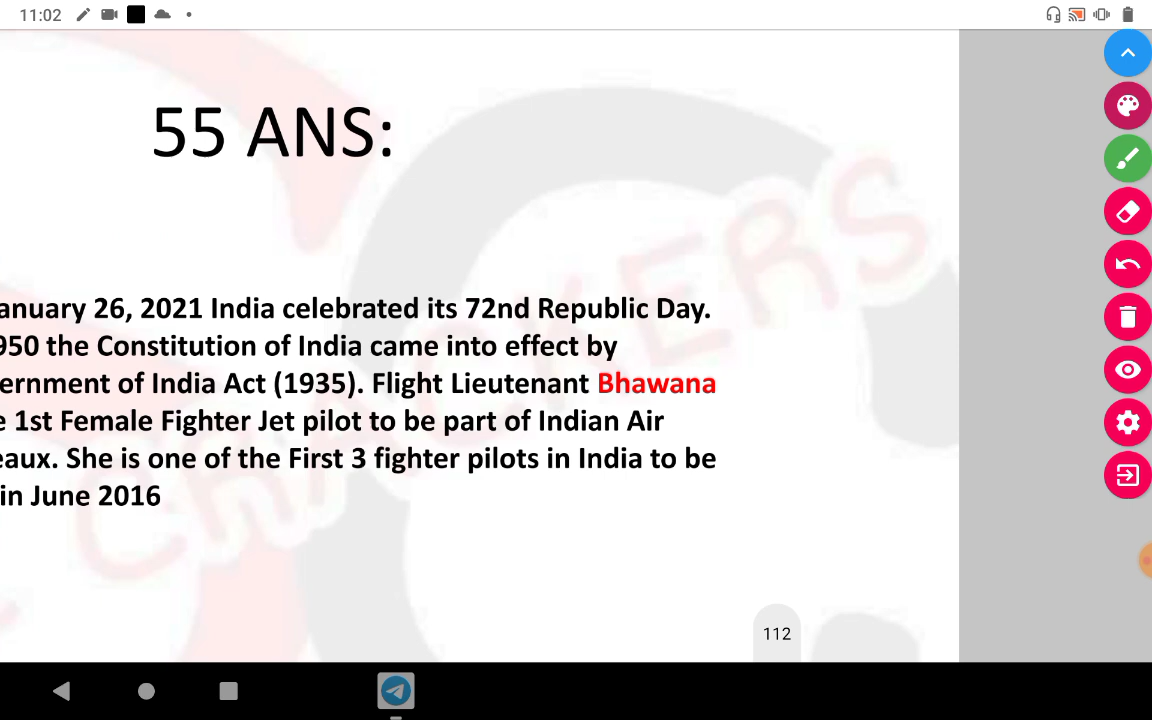 11:02
55 ANS:
anuary 26, 2021 India celebrated its 72nd Republic Day.
950 the Constitution of India came into effect by
ernment of India Act (1935). Flight Lieutenant Bhawana
e 1st Female Fighter Jet pilot to be part of Indian Air
eaux. She is one of the First 3 fighter pilots in India to be
in June 2016
CRACKERS
112